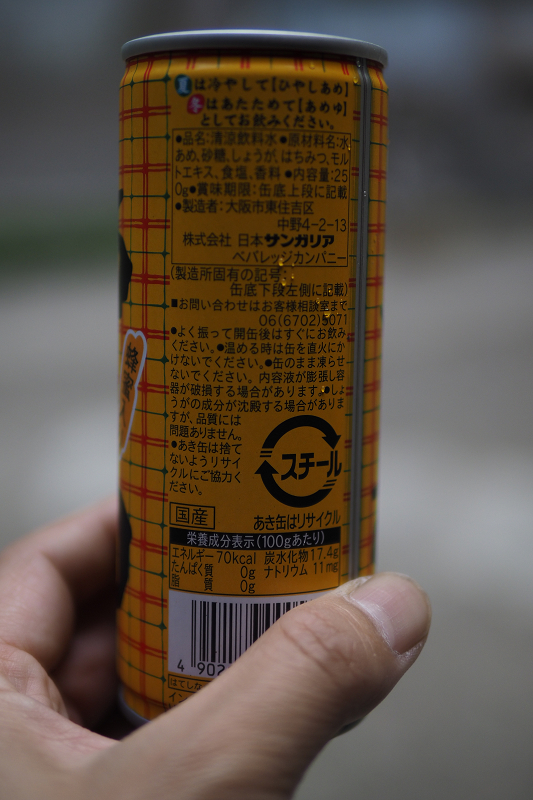 夏は冷やして【ひやしあめ】
冬はあたためて【あめゆ】
としてお飲みください。
●品名:清涼飲料水●原材料名:水
あめ、砂糖、しょうが、はちみつ、モル
トエキス、食塩、香料●内容量:25
0g●賞味期限:缶底上段に記載
●製造者:大阪市東住吉区
中野4-2-13
株式会社 日本サンガリア
ベバレッジカンパニー
(製造所固有の記号:
缶底下段左側に記載)
■お問い合わせはお客様相談室まで
06(6702)5071
●よく振って開缶後はすぐにお飲み
ください。●温める時は缶を直火にか
けないでください。●缶のまま凍らせ
ないでください。内容液が膨張し容
器が破損する場合があります。●しょ
うがの成分が沈殿する場合がありま
すが、品質には
問題ありません。
●あき缶は捨て
ないようリサイ
クルにご協力く
ださい。
スチール
国産
あき缶はリサイクル
栄養成分表示(100gあたり)
エネルギー70kcal 炭水化物17.4g
たんぱく質 0g ナトリウム 11mg
脂 質 0g
4 902
はてしな
蜂蜜入